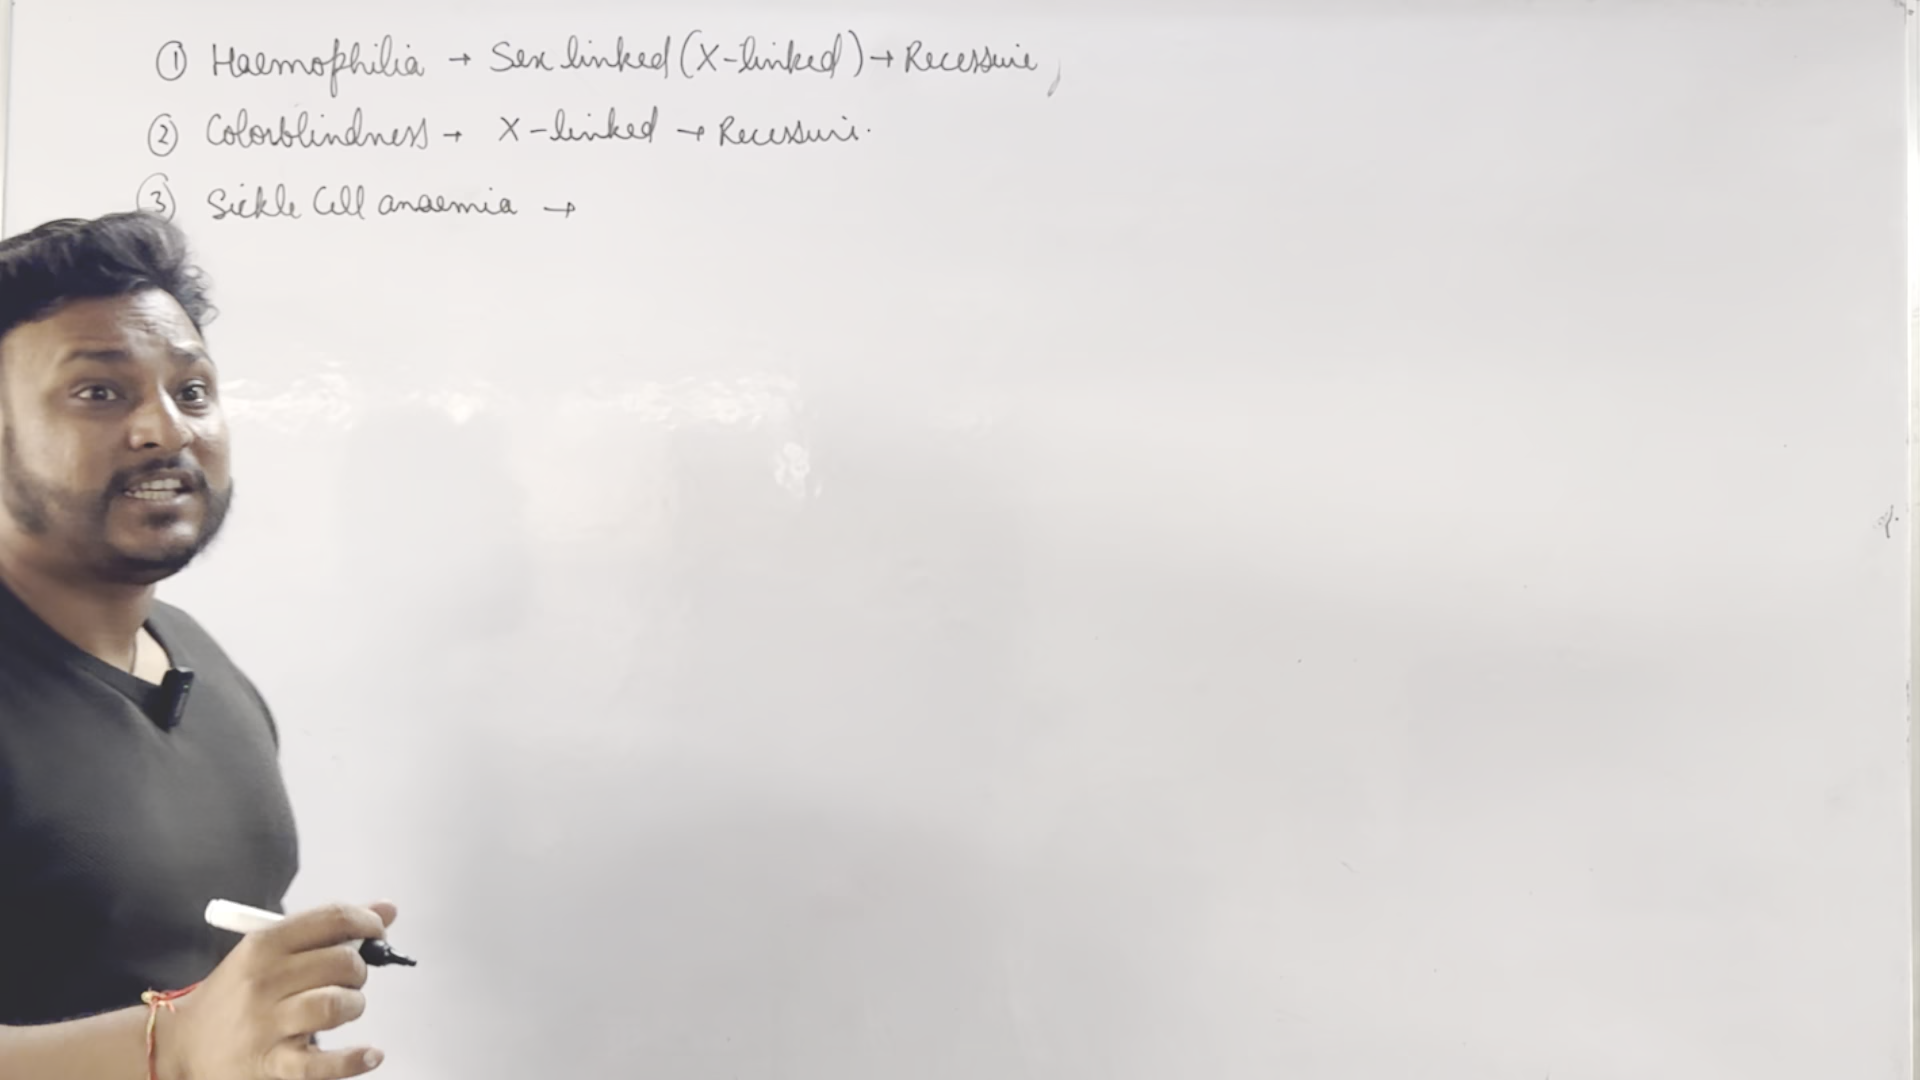 ① Haemophilia → Sex linked (X-linked) → Recessive,
② Colorblindness → X-linked → Recessive.
③ Sickle Cell anaemia →